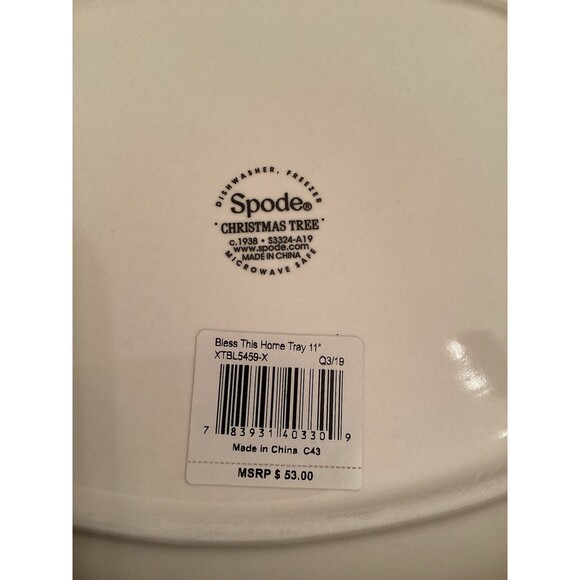 DISHWASHER, FREEZER
Spode®
· CHRISTMAS TREE ·
c.1938 • S3324-A19
www.spode.com
MADE IN CHINA
MICROWAVE SAFE
Bless This Home Tray 11"
XTBL5459-X Q3/19
7 83931 40330 9
Made in China C43
MSRP $ 53.00